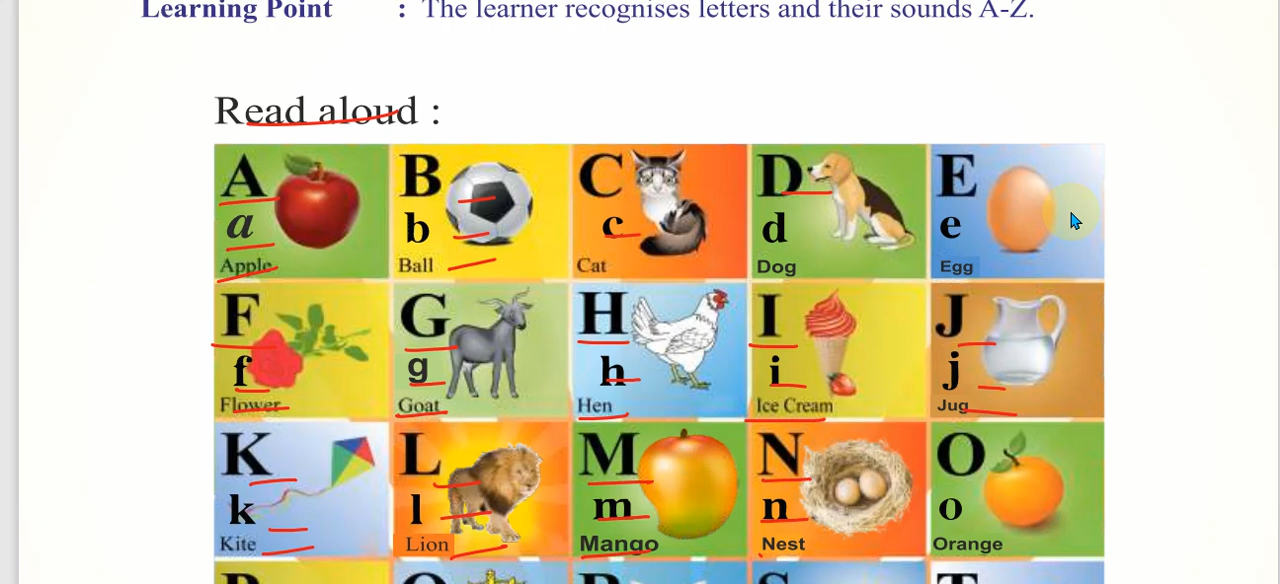 Learning Point : The learner recognises letters and their sounds A-Z.
Read aloud :
A
a
Apple
B
b
Ball
C
c
Cat
D
d
Dog
E
e
Egg
F
f
Flower
G
g
Goat
H
h
Hen
I
i
Ice Cream
J
j
Jug
K
k
Kite
L
l
Lion
M
m
Mango
N
n
Nest
O
o
Orange